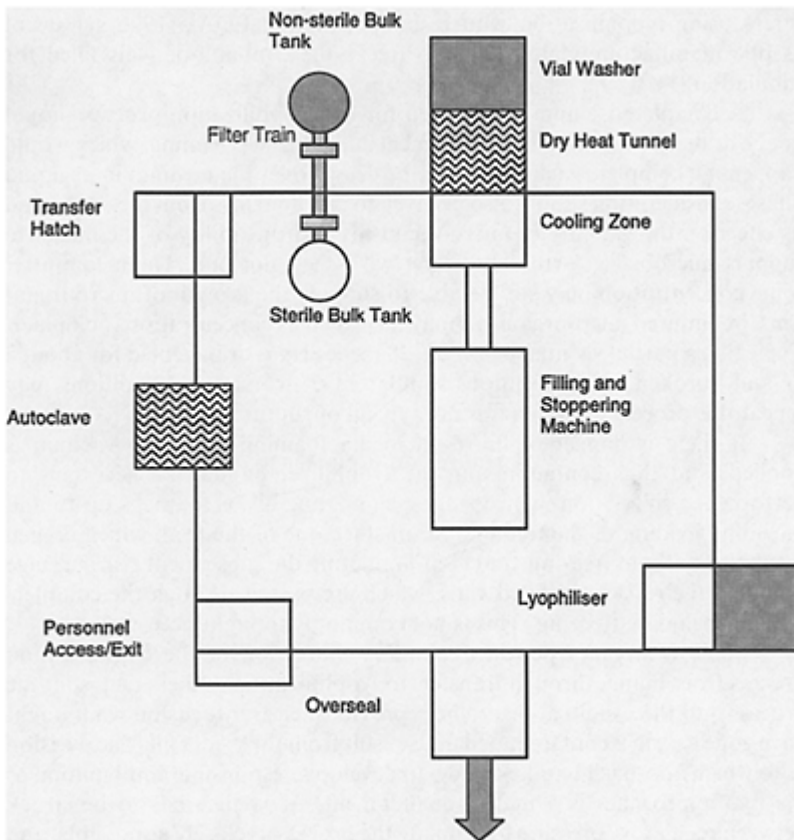 Non-sterile Bulk
Tank
Vial Washer
Filter Train
Dry Heat Tunnel
Transfer
Hatch
Cooling Zone
Sterile Bulk Tank
Autoclave
Filling and
Stoppering
Machine
Lyophiliser
Personnel
Access/Exit
Overseal